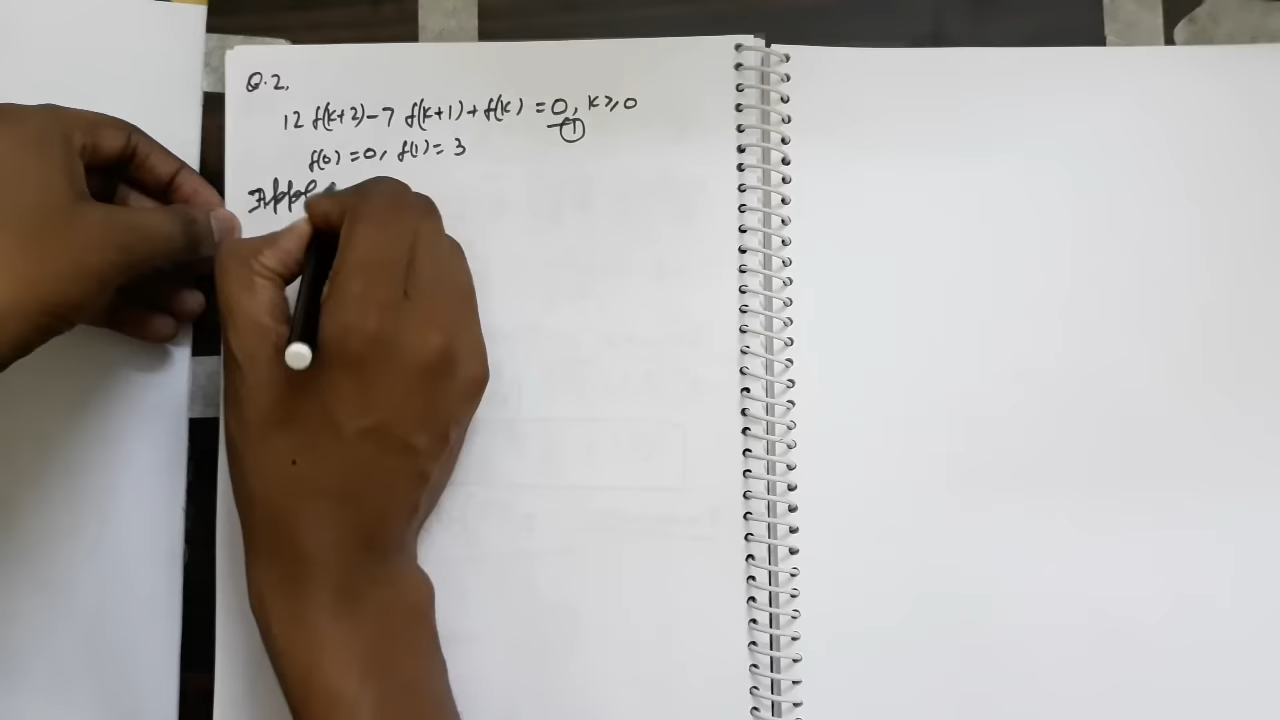 Q.2.
12 f(k+2) - 7 f(k+1) + f(k) = 0, k ≥ 0
①
f(0) = 0, f(1) = 3